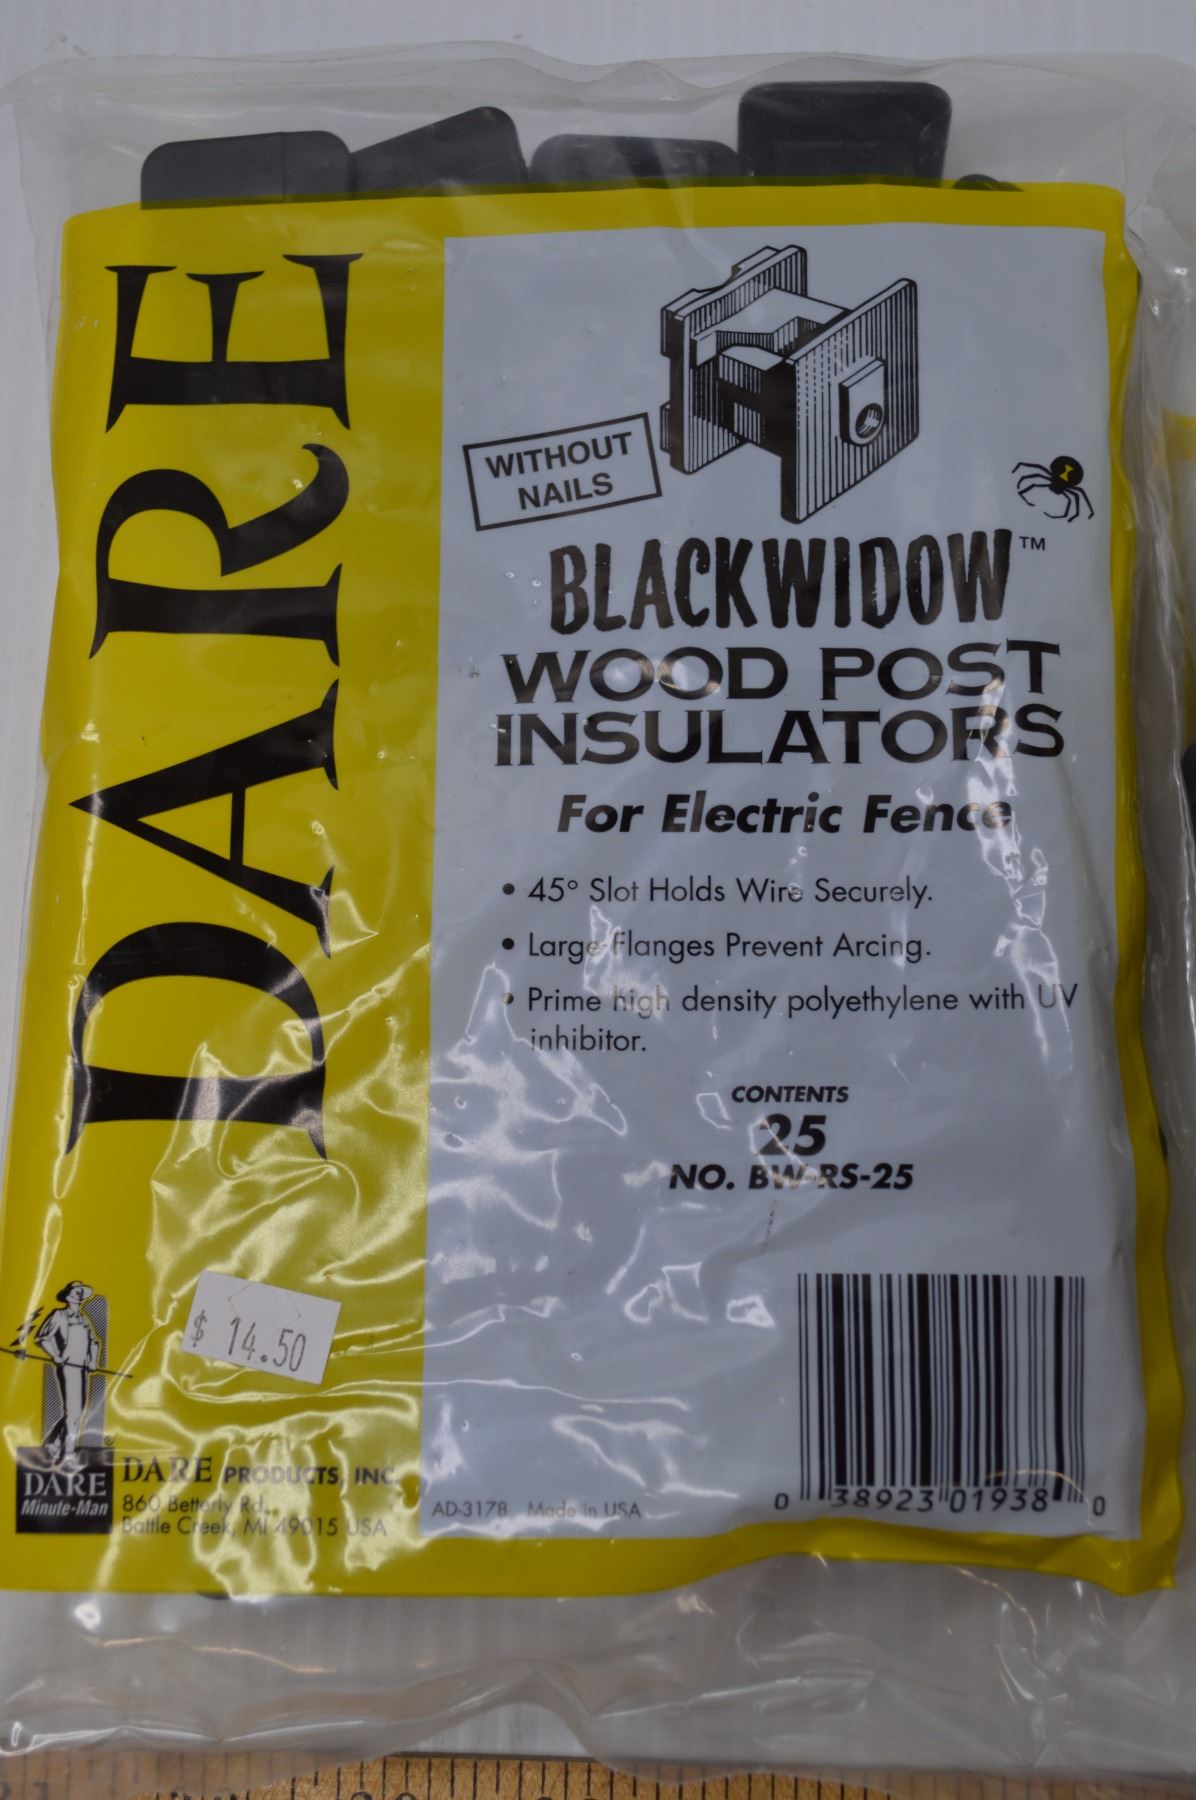 DARE
WITHOUT
NAILS
BLACKWIDOW™
WOOD POST
INSULATORS
For Electric Fence
• 45° Slot Holds Wire Securely.
• Large Flanges Prevent Arcing.
• Prime high density polyethylene with UV
inhibitor.
CONTENTS
25
NO. BW-RS-25
$ 14.50
DARE
Minute-Man
®
DARE PRODUCTS, INC.
860 Betterly Rd.
Battle Creek, MI 49015 USA
AD-3178 Made in USA
0 38923 01938 0